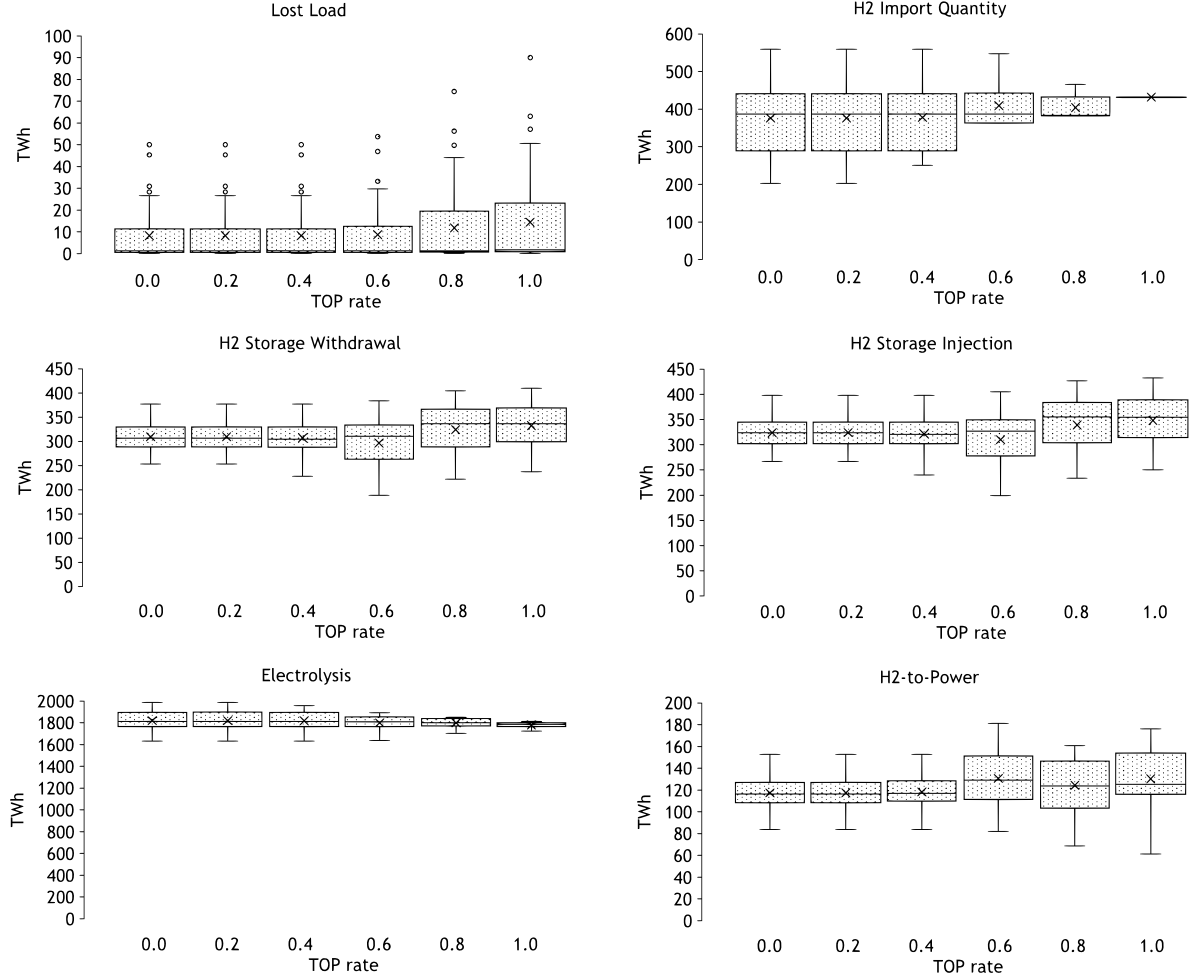 Lost Load
100
90
80
70
60
50
40
30
20
10
0
TWh
0.0 0.2 0.4 0.6 0.8 1.0
TOP rate
H2 Import Quantity
600
500
400
300
200
100
0
TWh
0.0 0.2 0.4 0.6 0.8 1.0
TOP rate
H2 Storage Withdrawal
450
400
350
300
250
200
150
100
50
0
TWh
0.0 0.2 0.4 0.6 0.8 1.0
TOP rate
H2 Storage Injection
450
400
350
300
250
200
150
100
50
0
TWh
0.0 0.2 0.4 0.6 0.8 1.0
TOP rate
Electrolysis
2000
1800
1600
1400
1200
1000
800
600
400
200
0
TWh
0.0 0.2 0.4 0.6 0.8 1.0
TOP rate
H2-to-Power
200
180
160
140
120
100
80
60
40
20
0
TWh
0.0 0.2 0.4 0.6 0.8 1.0
TOP rate